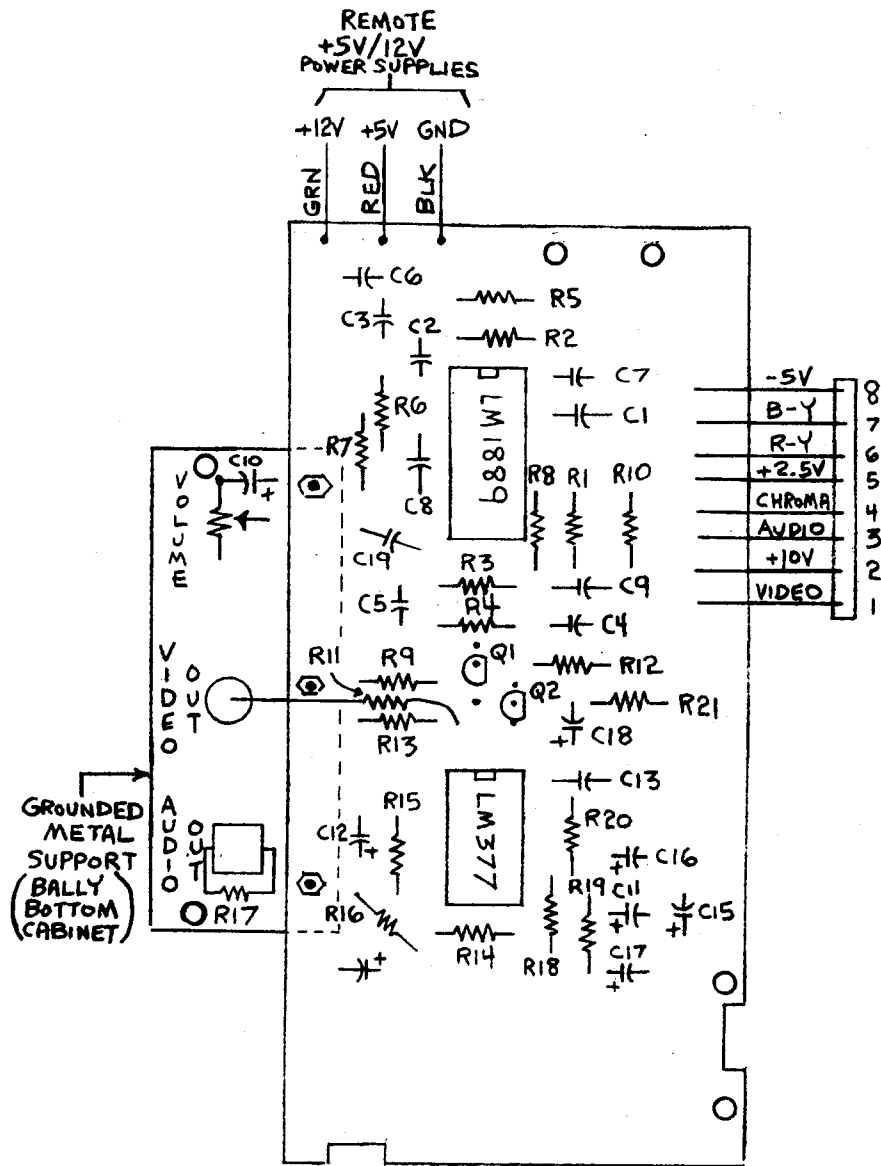 REMOTE
+5V/12V
POWER SUPPLIES
+12V +5V GND
GRN RED BLK
C6
R5
C3
C2
R2
C7
-5V 8
C1
B-Y 7
R6
R-Y 6
R7
LM1889
+2.5V 5
C10
R8 R1 R10
CHROMA 4
C8
AUDIO 3
VOLUME
C19
+10V 2
R3
C9
VIDEO 1
C5
R4
C4
R11
R9
Q1
R12
VIDEO OUT
Q2
R21
R13
C18
C13
GROUNDED
METAL
SUPPORT
(BALLY
BOTTOM
CABINET)
AUDIO OUT
R15
LM377
R20
C12
C16
R17
R19
C11
C15
R16
R14
R18
C17